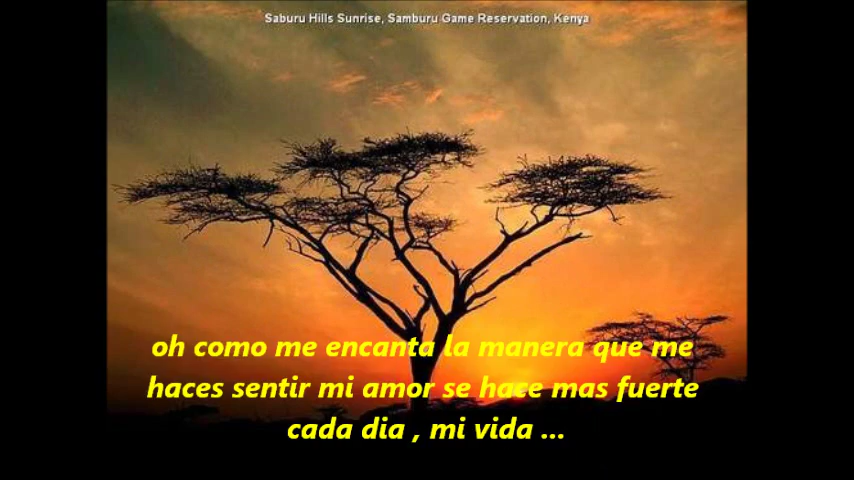 Saburu Hills Sunrise, Samburu Game Reservation, Kenya
oh como me encanta la manera que me
haces sentir mi amor se hace mas fuerte
cada dia , mi vida ...